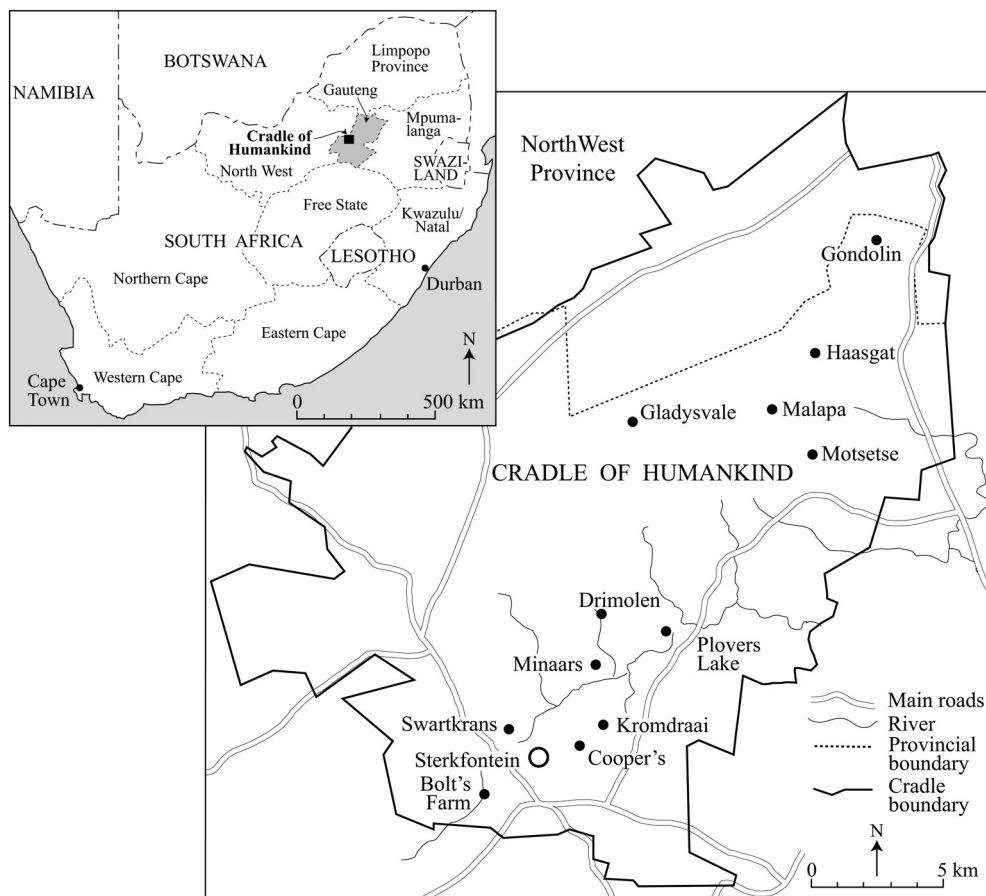 BOTSWANA
NAMIBIA
Limpopo
Province
Gauteng
Cradle of
Humankind
Mpuma-
langa
North West
SWAZI-
LAND
Free State
Kwazulu/
Natal
SOUTH AFRICA
LESOTHO
Durban
Northern Cape
Eastern Cape
N
Cape
Town
Western Cape
0 500 km
NorthWest
Province
Gondolin
Haasgat
Gladysvale
Malapa
Motsetse
CRADLE OF HUMANKIND
Drimolen
Plovers
Lake
Minaars
Swartkrans
Kromdraai
Sterkfontein
Cooper's
Bolt's
Farm
Main roads
River
Provincial
boundary
Cradle
boundary
N
0 5 km